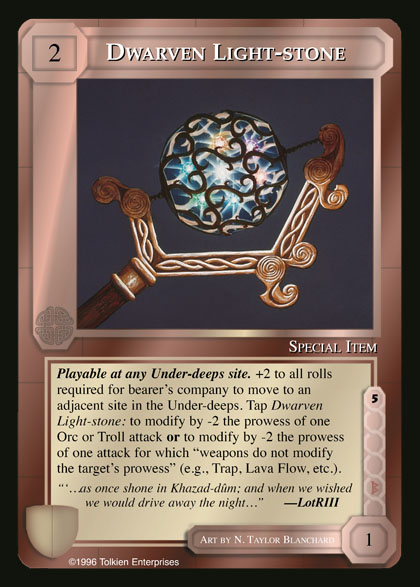 2
Dwarven Light-stone
Special Item
Playable at any Under-deeps site. +2 to all rolls
required for bearer's company to move to an
adjacent site in the Under-deeps. Tap Dwarven
Light-stone: to modify by -2 the prowess of one
Orc or Troll attack or to modify by -2 the prowess
of one attack for which “weapons do not modify
the target's prowess” (e.g., Trap, Lava Flow, etc.).
“‘…as once shone in Khazad-dûm; and when we wished
we would drive away the night…”  —LotRIII
5
Art by N. Taylor Blanchard
1
©1996 Tolkien Enterprises